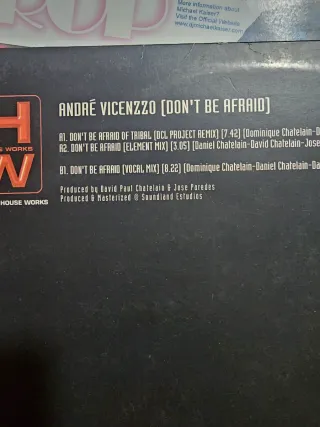 POP
More information about
Michael Kaiser?
Visit the Official Website
www.djmichaelkaiser.com
H
HOUSE WORKS
W
HOUSE WORKS
ANDRÉ VICENZZO [DON'T BE AFRAID]
A1. DON'T BE AFRAID OF TRIBAL [DCL PROJECT REMIX] [7.42] [Dominique Chatelain-D
A2. DON'T BE AFRAID [ELEMENT MIX] [3.05] [Daniel Chatelain-David Chatelain-Jose
B1. DON'T BE AFRAID [VOCAL MIX] [8.22] [Dominique Chatelain-Daniel Chatelain-Da
Produced by David Paul Chatelain & Jose Paredes
Produced & Masterized @ Soundland Estudios